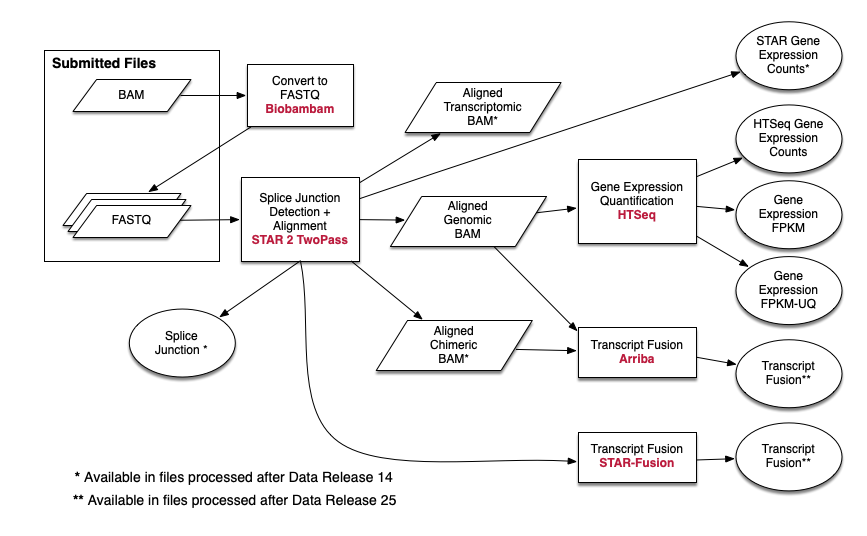 Submitted Files
BAM
Convert to
FASTQ
Biobambam
FASTQ
Splice Junction
Detection +
Alignment
STAR 2 TwoPass
Splice
Junction *
Aligned
Transcriptomic
BAM*
Aligned
Genomic
BAM
Aligned
Chimeric
BAM*
Gene Expression
Quantification
HTSeq
Transcript Fusion
Arriba
Transcript Fusion
STAR-Fusion
STAR Gene
Expression
Counts*
HTSeq Gene
Expression
Counts
Gene
Expression
FPKM
Gene
Expression
FPKM-UQ
Transcript
Fusion**
Transcript
Fusion**
* Available in files processed after Data Release 14
** Available in files processed after Data Release 25